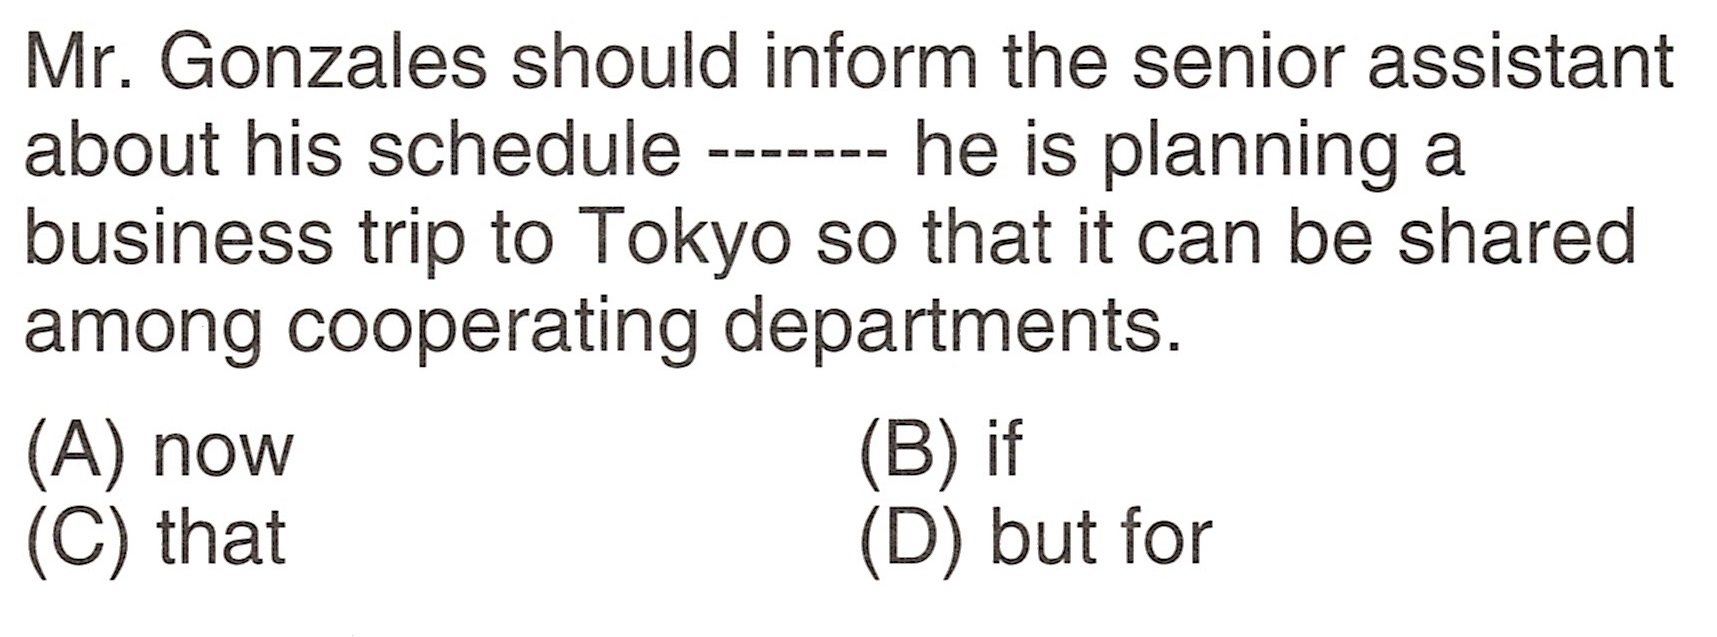 Mr. Gonzales should inform the senior assistant
about his schedule ------- he is planning a
business trip to Tokyo so that it can be shared
among cooperating departments.
(A) now
(B) if
(C) that
(D) but for